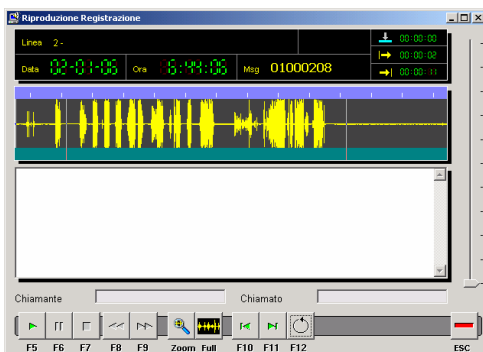 Riproduzione Registrazione
Linea 2 - 00:00:00
00:00:02
Data 02-01-06 Ora 6:44:06 Msg 01000208 00:00:11
Chiamante Chiamato
F5 F6 F7 F8 F9 Zoom Full F10 F11 F12 ESC